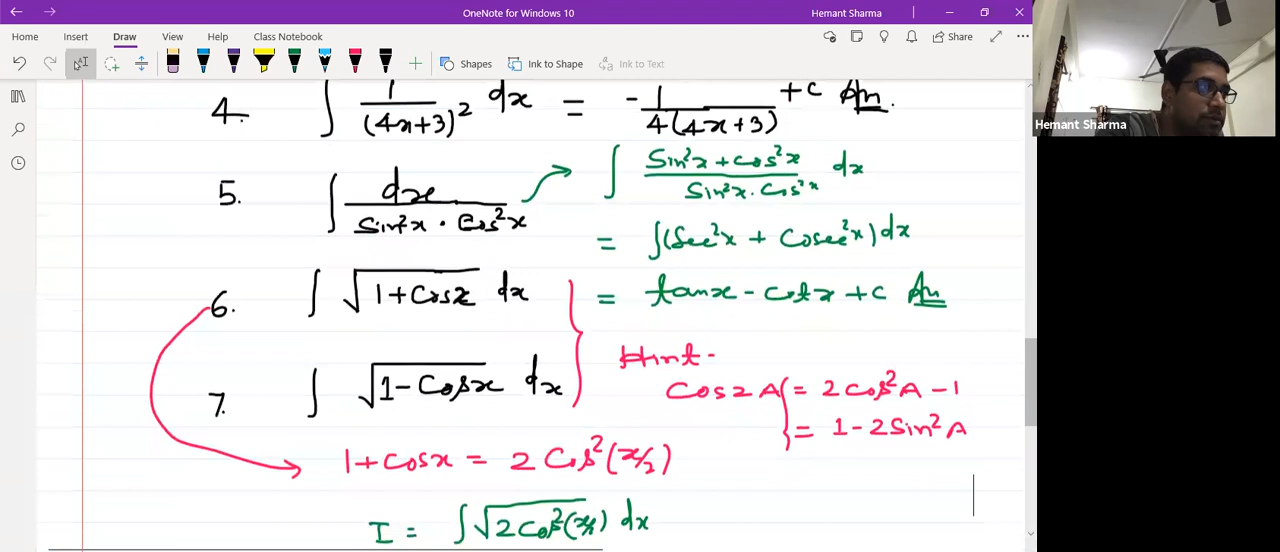 OneNote for Windows 10
Hemant Sharma
Home Insert Draw View Help Class Notebook
Share
Shapes Ink to Shape Ink to Text
Hemant Sharma
4. ∫ 1/(4x+3)² dx = -1/4(4x+3) + c An.
5. ∫ dx/Sin²x · Cos²x → ∫ Sin²x + Cos²x/Sin²x · Cos²x dx
= ∫(Sec²x + Cosec²x) dx
= tanx - cotx + c An
6. ∫ √1+Cosx dx
7. ∫ √1-Cosx dx
Hint -
Cos2A = 2Cos²A - 1
= 1 - 2Sin²A
1+Cosx = 2Cos²(x/2)
I = ∫√2Cos²(x/2) dx